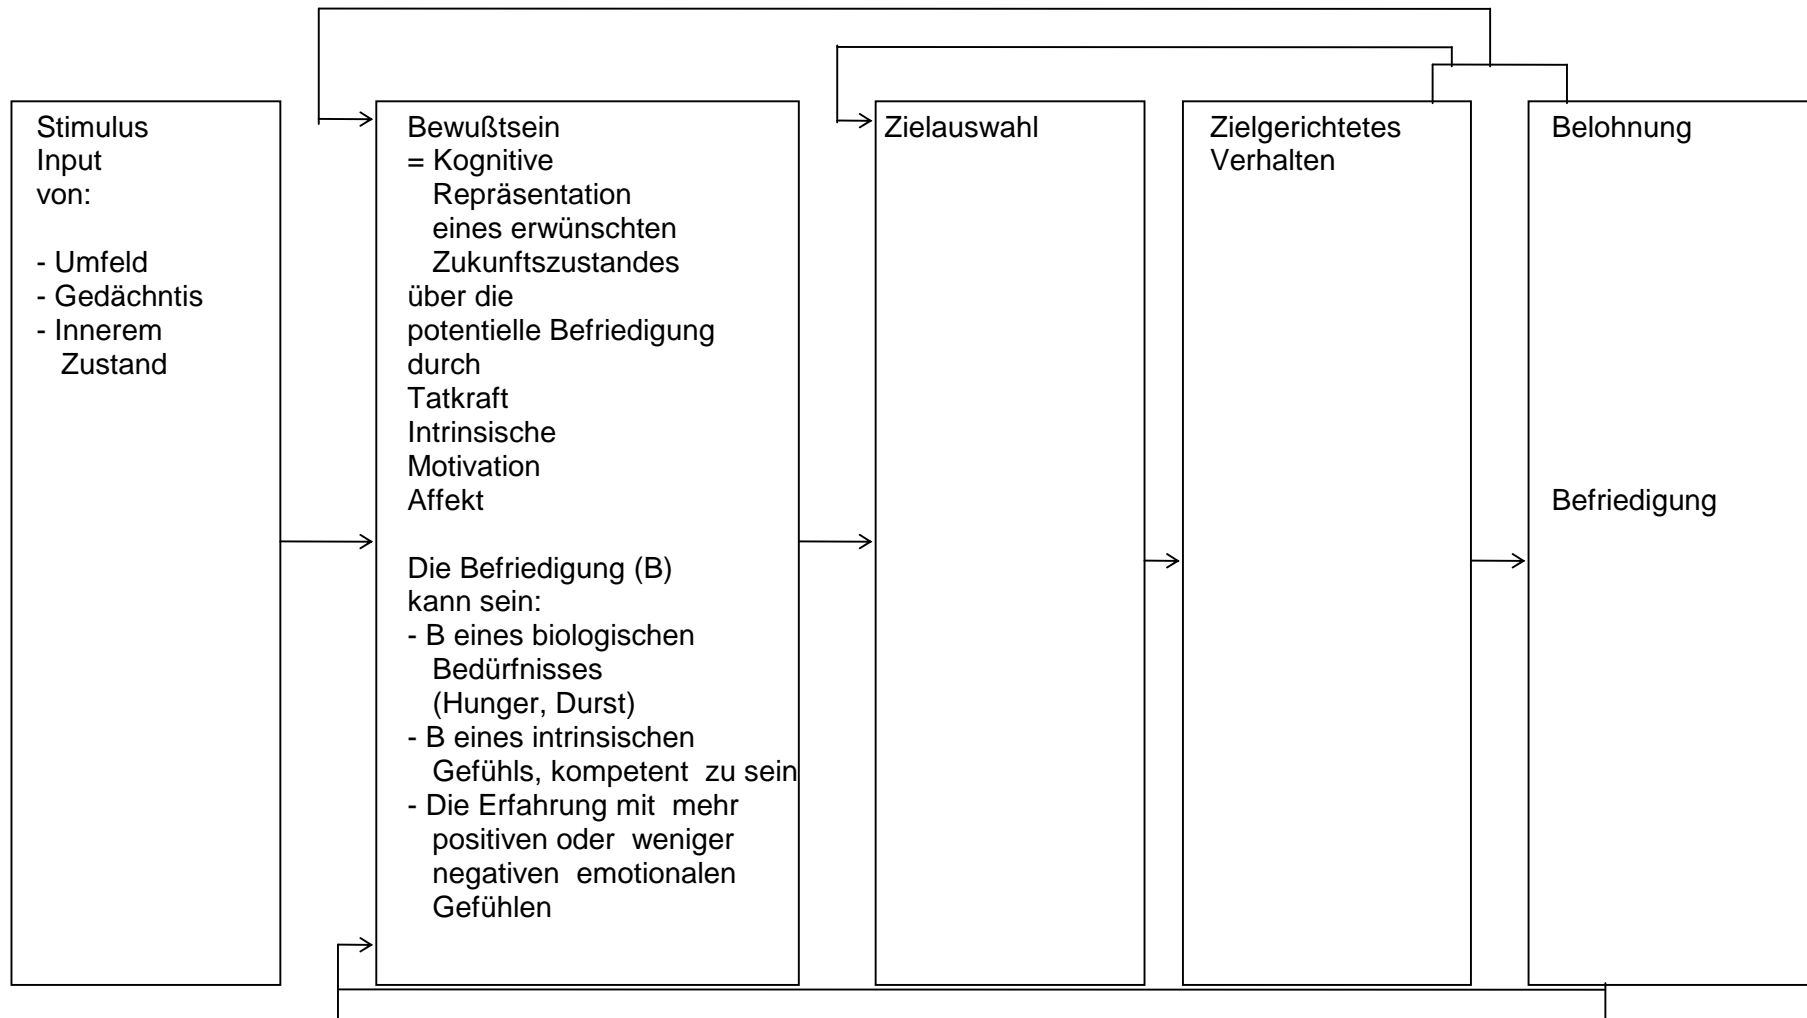 Stimulus
Input
von:
- Umfeld
- Gedächntis
- Innerem
Zustand
Bewußtsein
= Kognitive
Repräsentation
eines erwünschten
Zukunftszustandes
über die
potentielle Befriedigung
durch
Tatkraft
Intrinsische
Motivation
Affekt
Die Befriedigung (B)
kann sein:
- B eines biologischen
Bedürfnisses
(Hunger, Durst)
- B eines intrinsischen
Gefühls, kompetent zu sein
- Die Erfahrung mit mehr
positiven oder weniger
negativen emotionalen
Gefühlen
Zielauswahl
Zielgerichtetes
Verhalten
Belohnung
Befriedigung